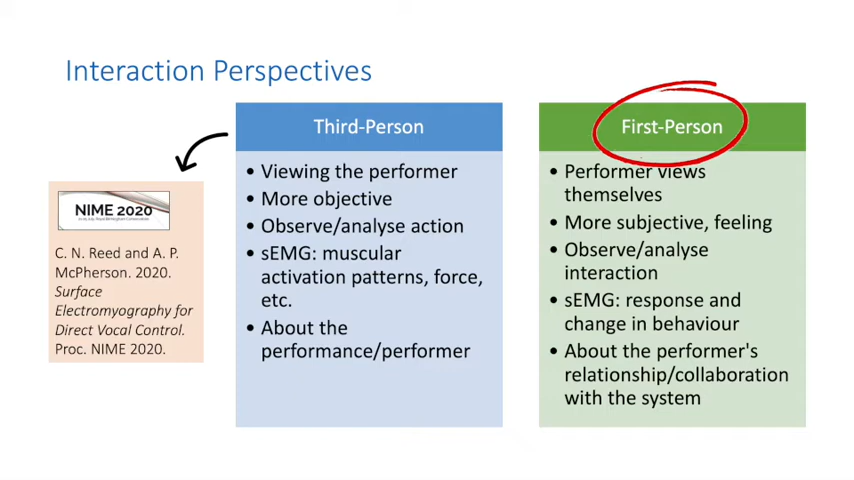 Interaction Perspectives
Third-Person
• Viewing the performer
• More objective
• Observe/analyse action
• sEMG: muscular
activation patterns, force,
etc.
• About the
performance/performer
First-Person
• Performer views
themselves
• More subjective, feeling
• Observe/analyse
interaction
• sEMG: response and
change in behaviour
• About the performer's
relationship/collaboration
with the system
NIME 2020
C. N. Reed and A. P.
McPherson. 2020.
Surface
Electromyography for
Direct Vocal Control.
Proc. NIME 2020.